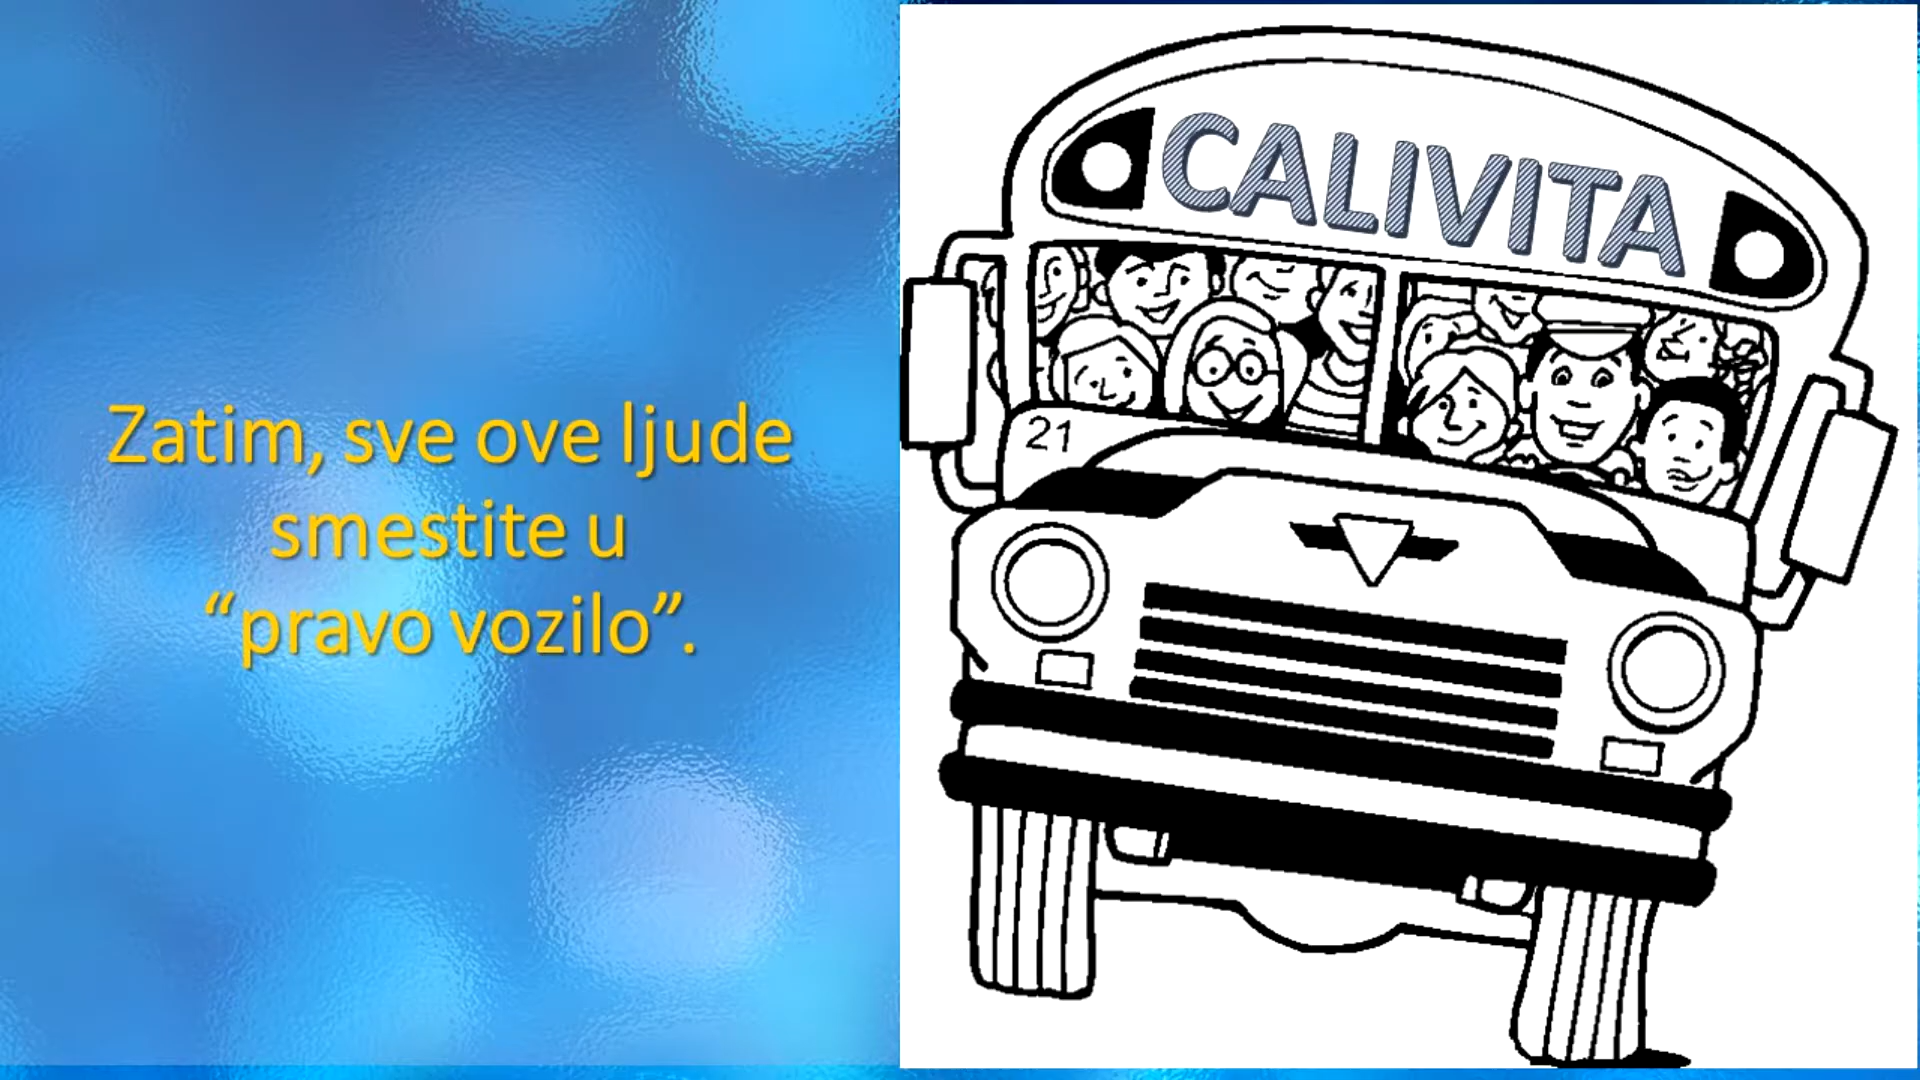 Zatim, sve ove ljude
smestite u
“pravo vozilo”.
CALIVITA
21